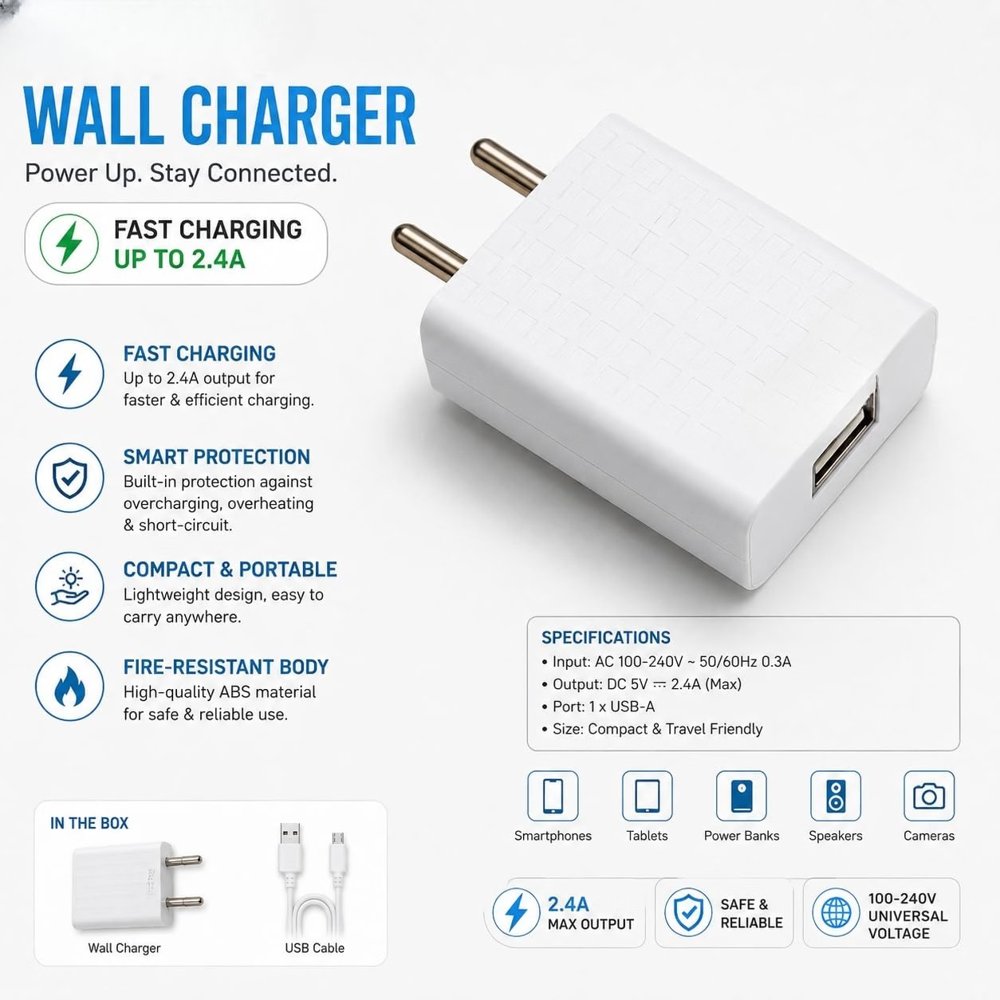 WALL CHARGER
Power Up. Stay Connected.
FAST CHARGING
UP TO 2.4A
FAST CHARGING
Up to 2.4A output for
faster & efficient charging.
SMART PROTECTION
Built-in protection against
overcharging, overheating
& short-circuit.
COMPACT & PORTABLE
Lightweight design, easy to
carry anywhere.
FIRE-RESISTANT BODY
High-quality ABS material
for safe & reliable use.
SPECIFICATIONS
• Input: AC 100-240V ~ 50/60Hz 0.3A
• Output: DC 5V ⎓ 2.4A (Max)
• Port: 1 x USB-A
• Size: Compact & Travel Friendly
Smartphones
Tablets
Power Banks
Speakers
Cameras
IN THE BOX
Wall Charger
USB Cable
2.4A
MAX OUTPUT
SAFE &
RELIABLE
100-240V
UNIVERSAL
VOLTAGE